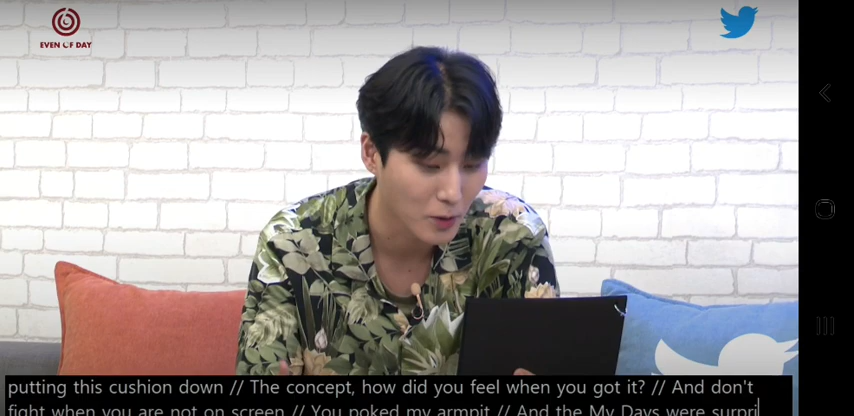 EVEN OF DAY
putting this cushion down // The concept, how did you feel when you got it? // And don't
fight when you are not on screen // You poked my armpit // And the My Days were surpri